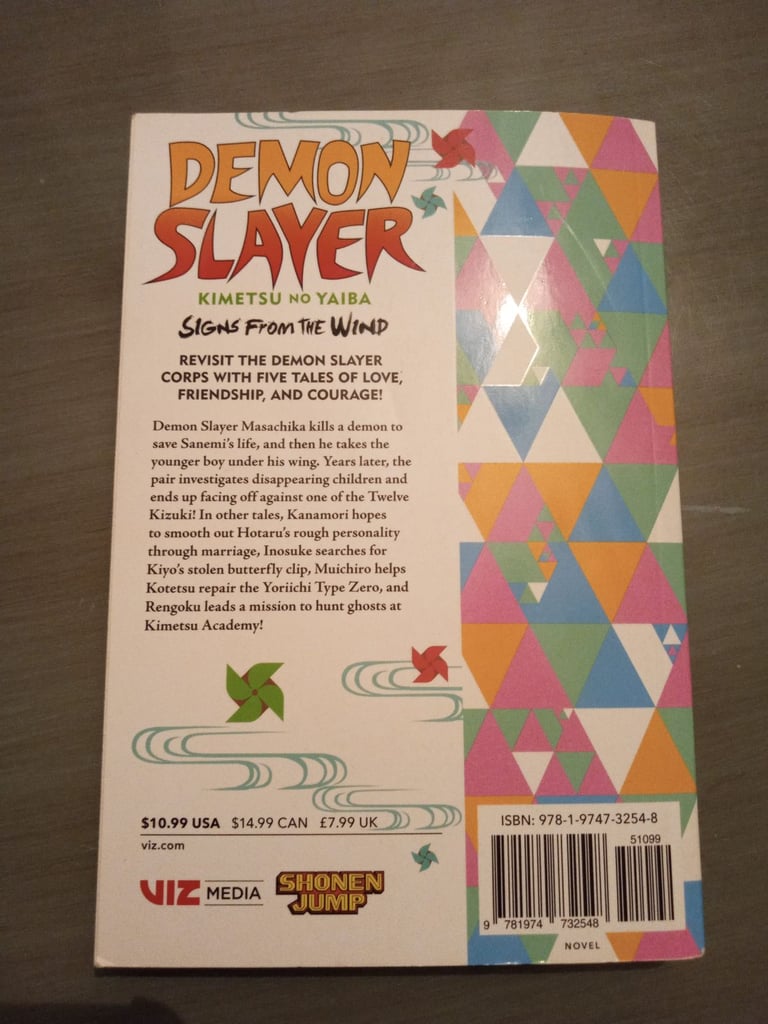 DEMON
SLAYER
KIMETSU NO YAIBA
SIGNS FROM THE WIND
REVISIT THE DEMON SLAYER
CORPS WITH FIVE TALES OF LOVE,
FRIENDSHIP, AND COURAGE!
Demon Slayer Masachika kills a demon to
save Sanemi's life, and then he takes the
younger boy under his wing. Years later, the
pair investigates disappearing children and
ends up facing off against one of the Twelve
Kizuki! In other tales, Kanamori hopes
to smooth out Hotaru's rough personality
through marriage, Inosuke searches for
Kiyo's stolen butterfly clip, Muichiro helps
Kotetsu repair the Yoriichi Type Zero, and
Rengoku leads a mission to hunt ghosts at
Kimetsu Academy!
$10.99 USA $14.99 CAN £7.99 UK
viz.com
VIZ MEDIA
SHONEN
JUMP
ISBN: 978-1-9747-3254-8
51099
9 781974 732548
NOVEL